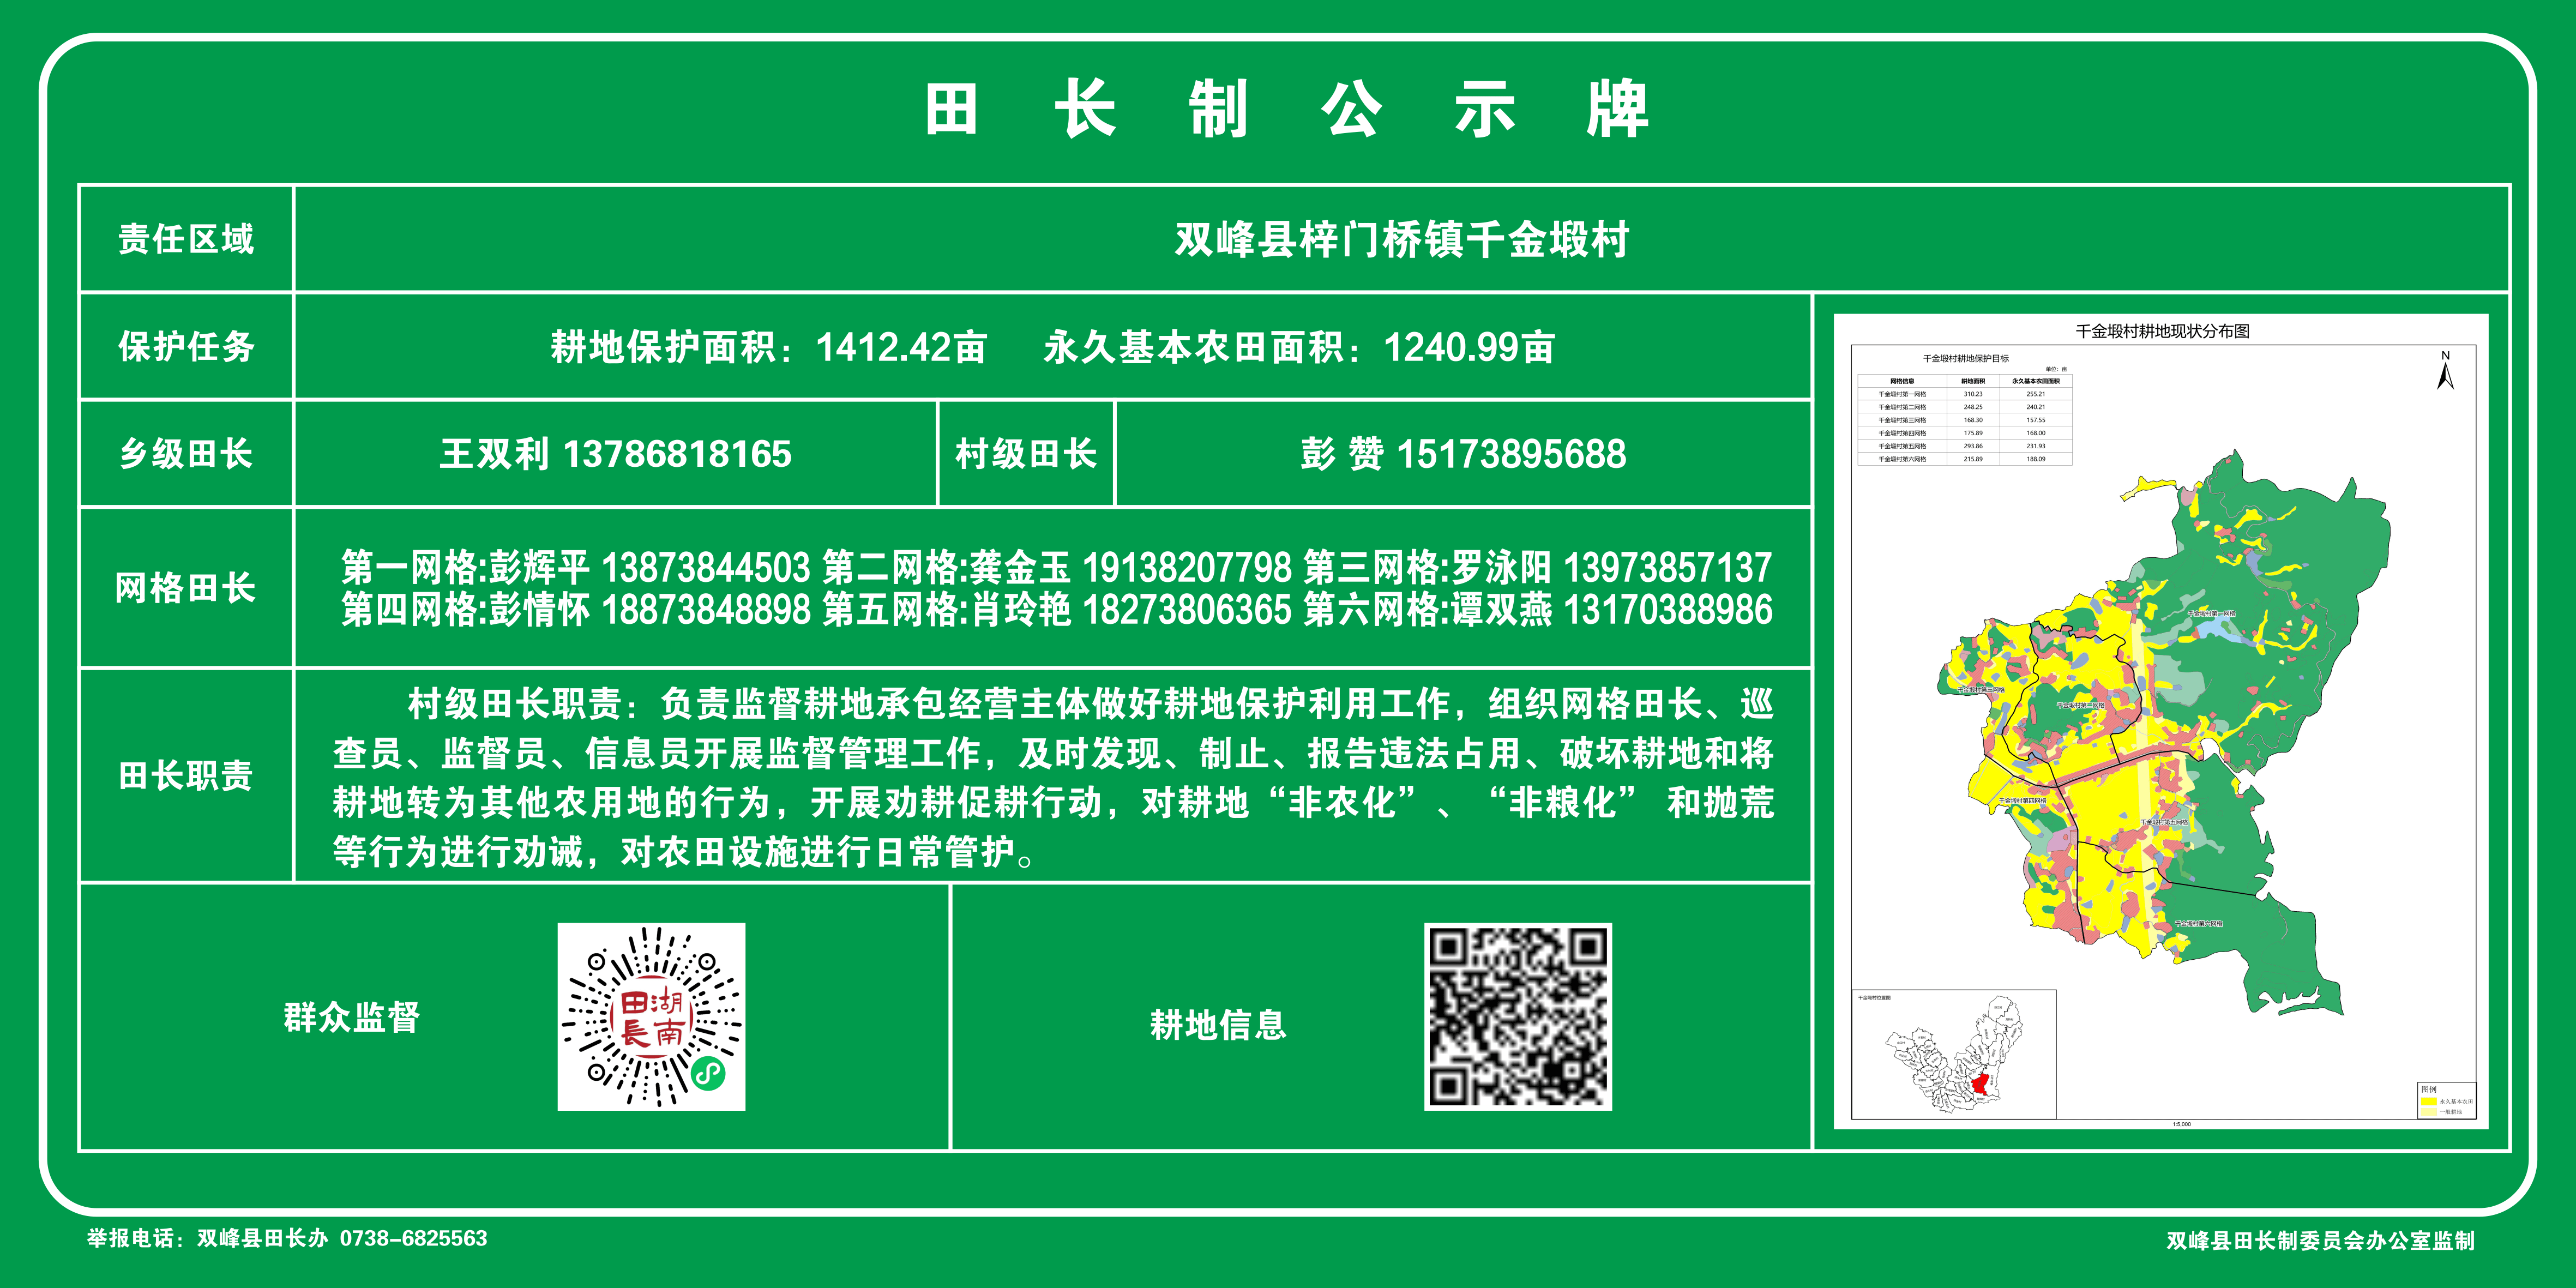 田长制公示牌
责任区域
双峰县梓门桥镇千金塅村
保护任务
耕地保护面积：1412.42亩 永久基本农田面积：1240.99亩
乡级田长
王双利 13786818165
村级田长
彭 赞 15173895688
网格田长
第一网格:彭辉平 13873844503 第二网格:龚金玉 19138207798 第三网格:罗泳阳 13973857137
第四网格:彭情怀 18873848898 第五网格:肖玲艳 18273806365 第六网格:谭双燕 13170388986
田长职责
村级田长职责：负责监督耕地承包经营主体做好耕地保护利用工作，组织网格田长、巡
查员、监督员、信息员开展监督管理工作，及时发现、制止、报告违法占用、破坏耕地和将
耕地转为其他农用地的行为，开展劝耕促耕行动，对耕地“非农化”、“非粮化” 和抛荒
等行为进行劝诫，对农田设施进行日常管护。
群众监督
湖南
田長
耕地信息
千金塅村耕地现状分布图
千金塅村耕地保护目标
单位：亩
网格信息 耕地面积 永久基本农田面积
千金塅村第一网格 310.23 255.21
千金塅村第二网格 248.25 240.21
千金塅村第三网格 168.30 157.55
千金塅村第四网格 175.89 168.00
千金塅村第五网格 293.86 231.93
千金塅村第六网格 215.89 188.09
N
千金塅村第一网格
千金塅村第三网格
千金塅村第二网格
千金塅村第四网格
千金塅村第五网格
千金塅村第六网格
千金塅村位置图
图例
永久基本农田
一般耕地
1:5,000
举报电话：双峰县田长办 0738-6825563
双峰县田长制委员会办公室监制